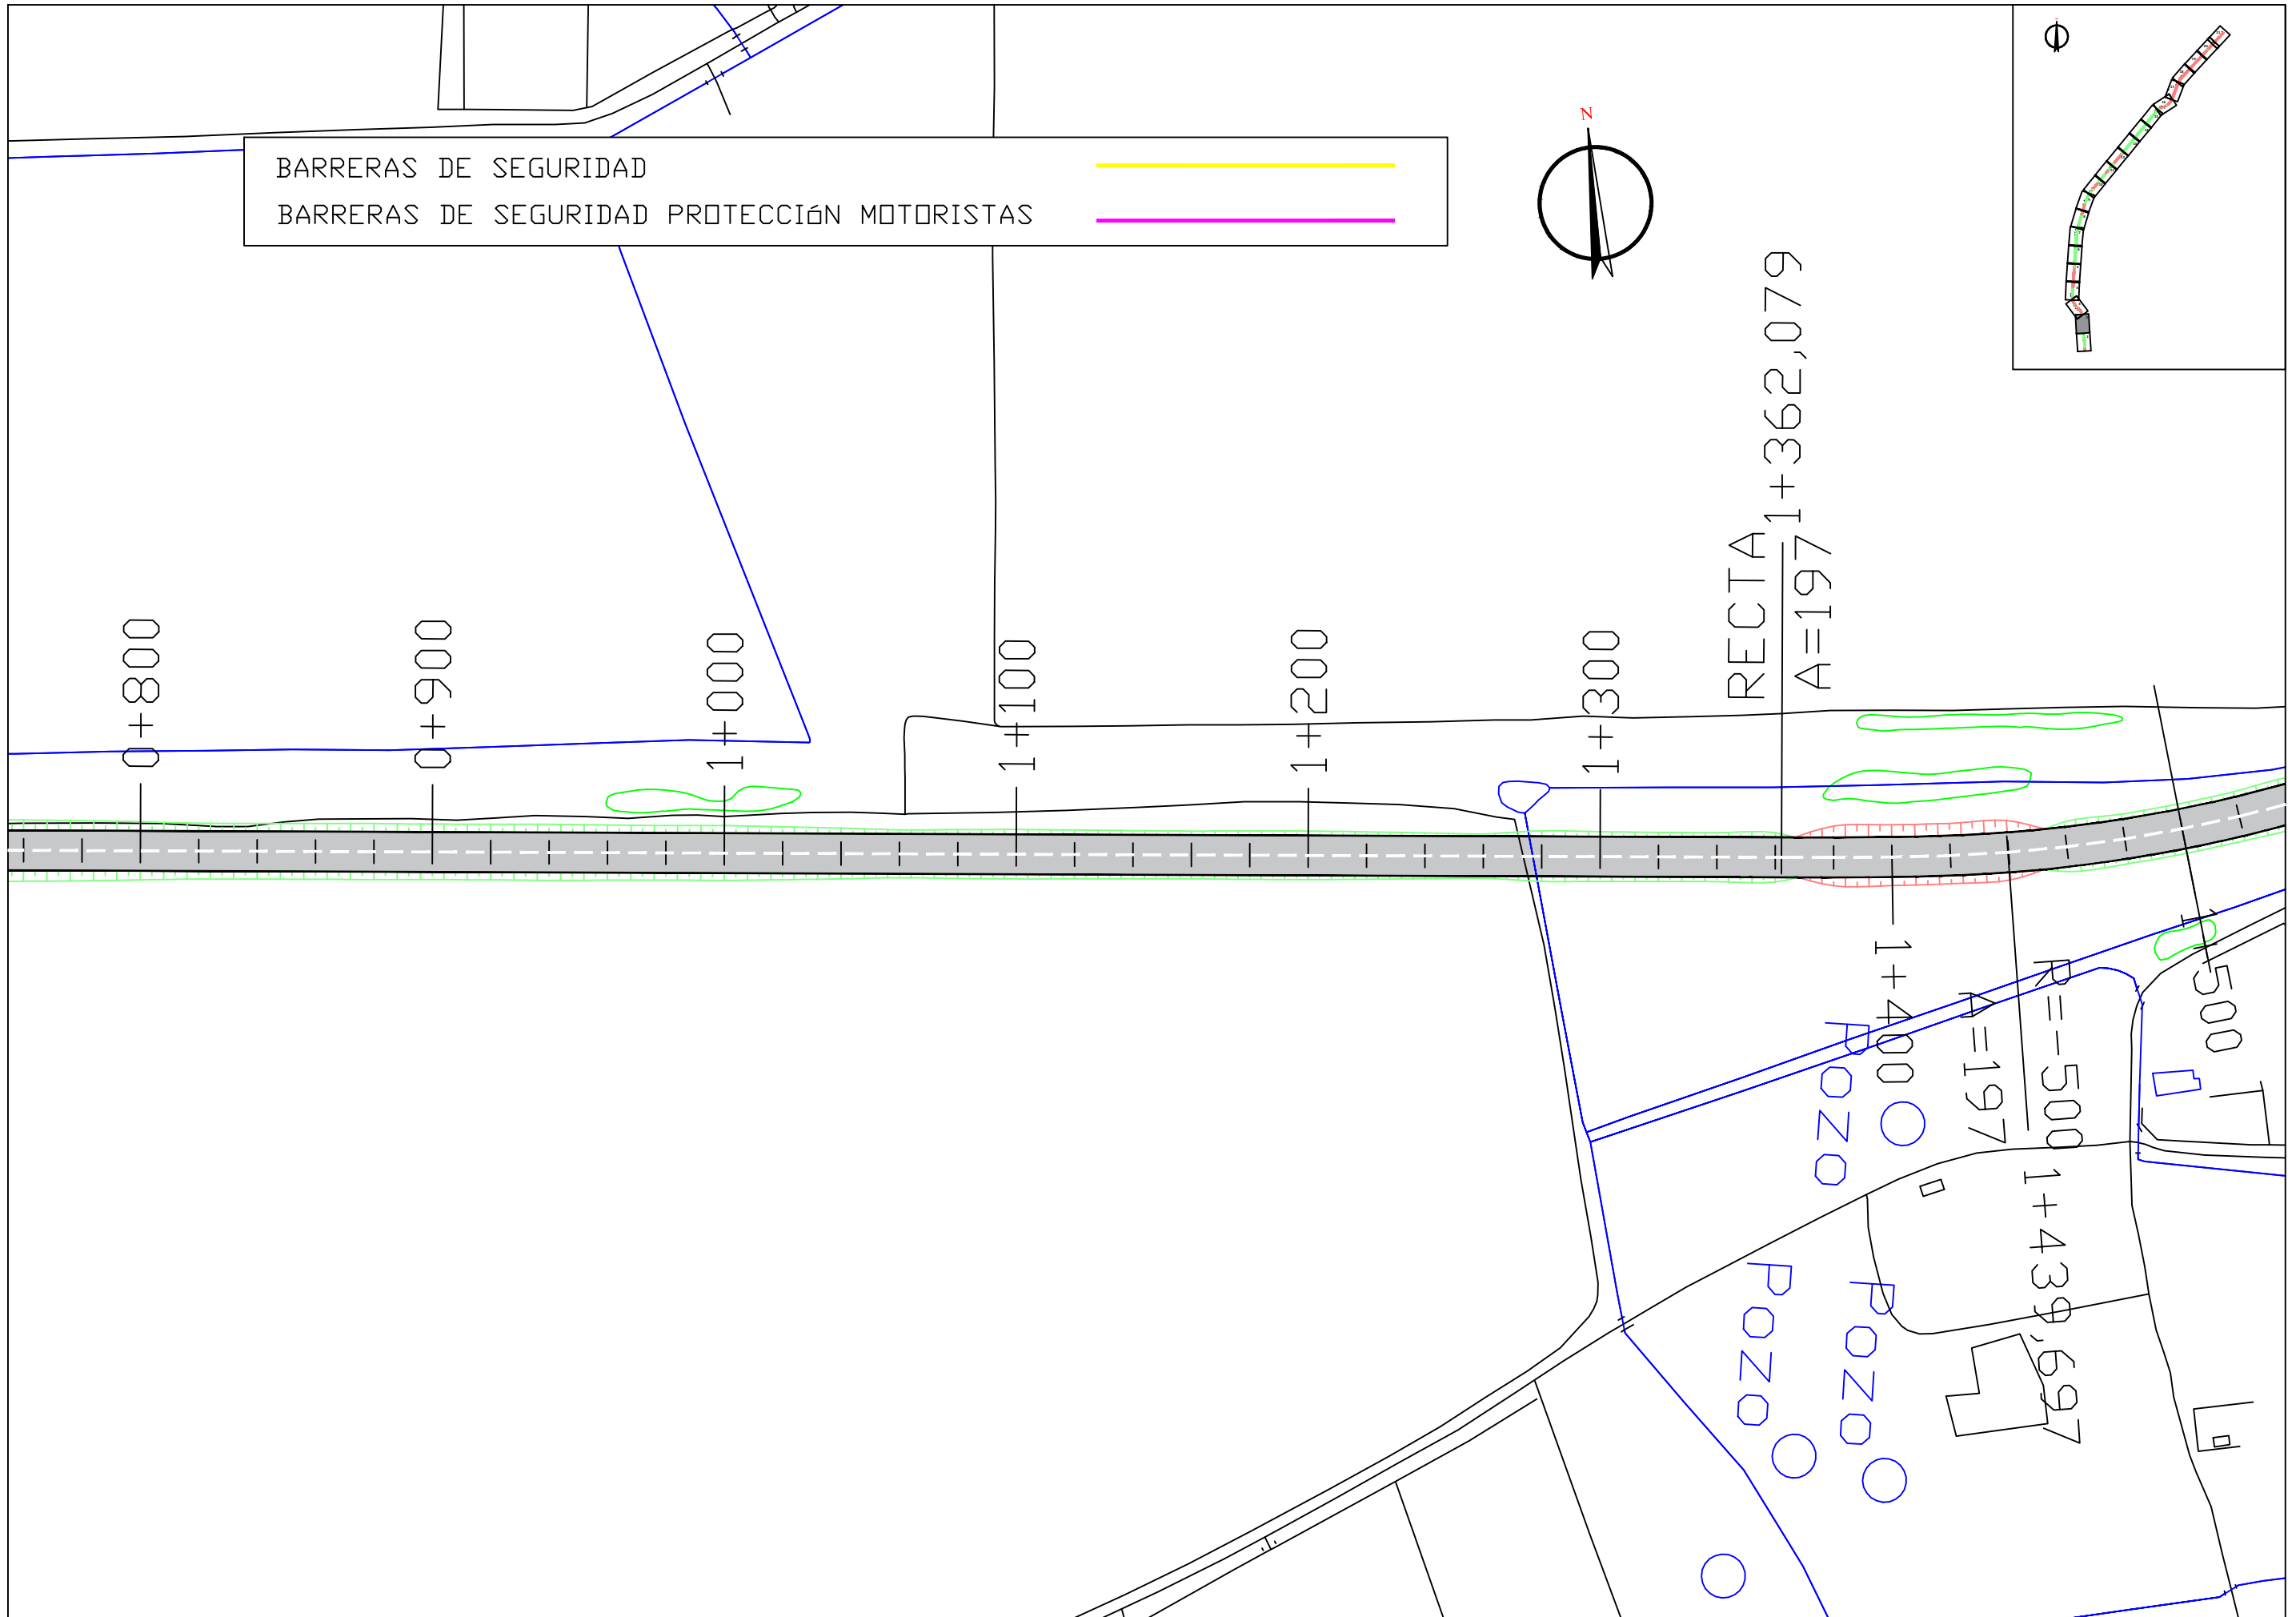 N
BARRERAS DE SEGURIDAD
BARRERAS DE SEGURIDAD PROTECCIóN MOTORISTAS
0+800
0+900
1+000
1+100
1+200
1+300
RECTA 1+362,079
A=197
1+400
A=197
R=-500 1+439,697
1+500
Pozo
Pozo
Pozo